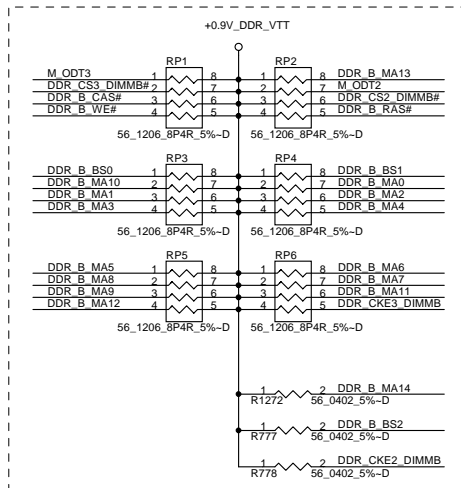 +0.9V_DDR_VTT
RP1 RP2
M_ODT3 1 8 1 8 DDR_B_MA13
DDR_CS3_DIMMB# 2 7 2 7 M_ODT2
DDR_B_CAS# 3 6 3 6 DDR_CS2_DIMMB#
DDR_B_WE# 4 5 4 5 DDR_B_RAS#
56_1206_8P4R_5%~D 56_1206_8P4R_5%~D
RP3 RP4
DDR_B_BS0 1 8 1 8 DDR_B_BS1
DDR_B_MA10 2 7 2 7 DDR_B_MA0
DDR_B_MA1 3 6 3 6 DDR_B_MA2
DDR_B_MA3 4 5 4 5 DDR_B_MA4
56_1206_8P4R_5%~D 56_1206_8P4R_5%~D
RP5 RP6
DDR_B_MA5 1 8 1 8 DDR_B_MA6
DDR_B_MA8 2 7 2 7 DDR_B_MA7
DDR_B_MA9 3 6 3 6 DDR_B_MA11
DDR_B_MA12 4 5 4 5 DDR_CKE3_DIMMB
56_1206_8P4R_5%~D 56_1206_8P4R_5%~D
1 2 DDR_B_MA14
R1272 56_0402_5%~D
1 2 DDR_B_BS2
R777 56_0402_5%~D
1 2 DDR_CKE2_DIMMB
R778 56_0402_5%~D